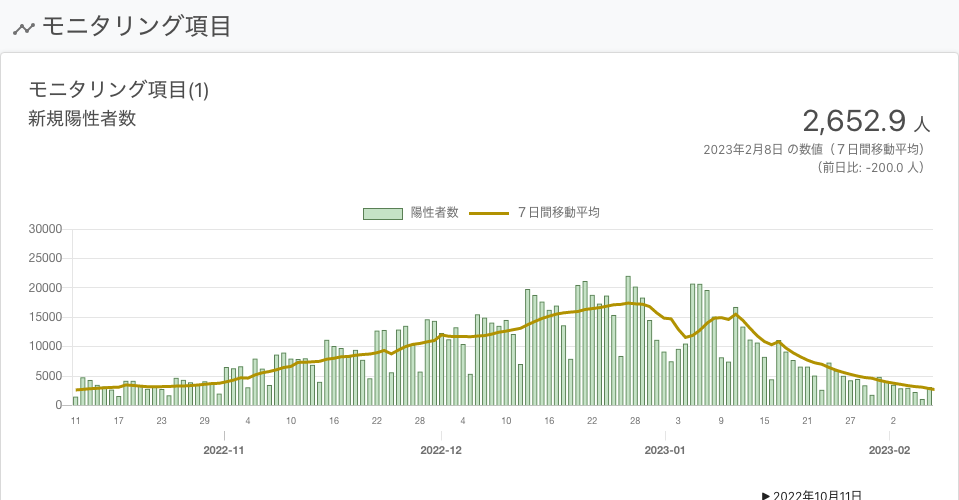 モニタリング項目
モニタリング項目(1)
新規陽性者数
2,652.9 人
2023年2月8日 の数値（７日間移動平均）
（前日比: -200.0 人）
陽性者数 ７日間移動平均
30000
25000
20000
15000
10000
5000
0
11 17 23 29 4 10 16 22 28 4 10 16 22 28 3 9 15 21 27 2
2022-11 2022-12 2023-01 2023-02
▶ 2022年10月11日